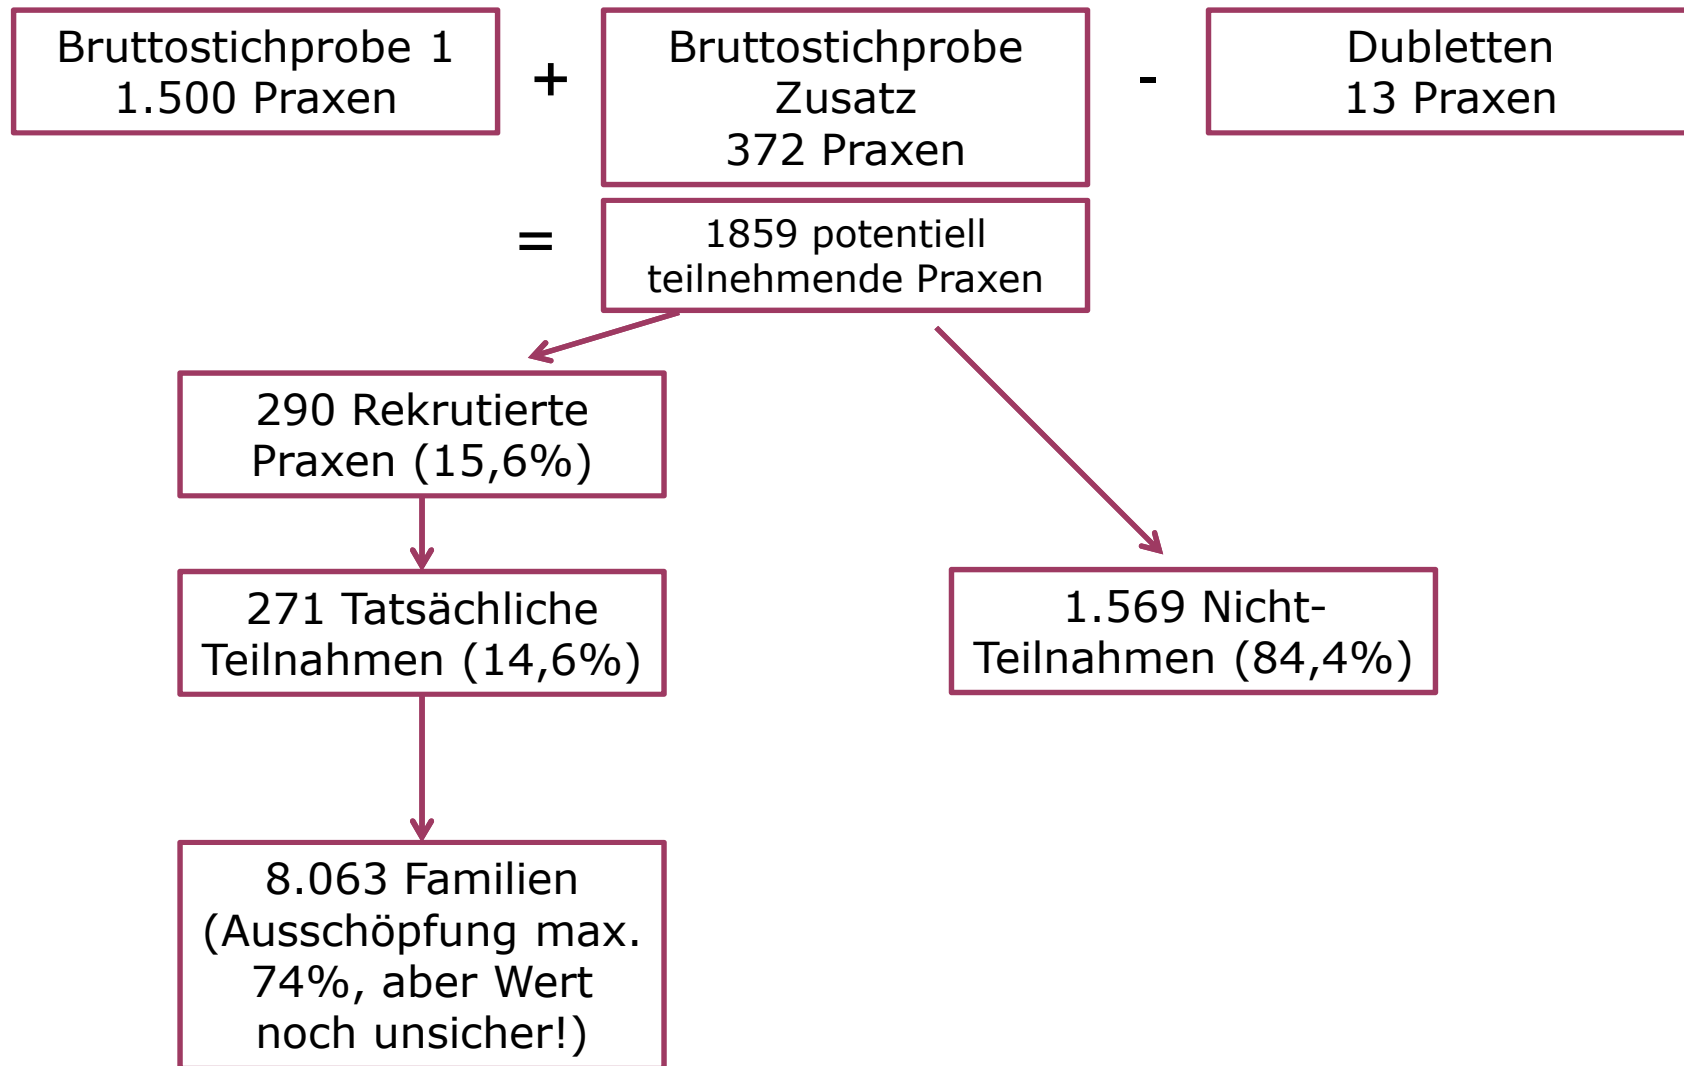 Bruttostichprobe 1
1.500 Praxen
+
Bruttostichprobe
Zusatz
372 Praxen
-
Dubletten
13 Praxen
=
1859 potentiell
teilnehmende Praxen
290 Rekrutierte
Praxen (15,6%)
271 Tatsächliche
Teilnahmen (14,6%)
1.569 Nicht-
Teilnahmen (84,4%)
8.063 Familien
(Ausschöpfung max.
74%, aber Wert
noch unsicher!)